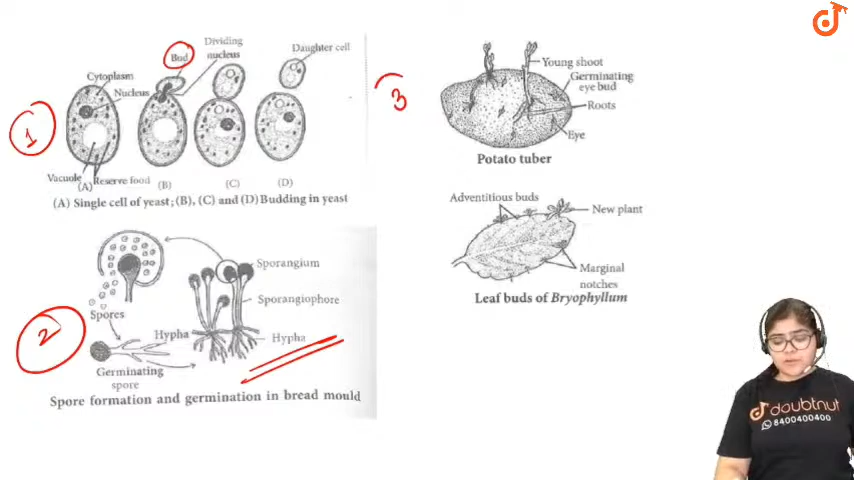 1
Cytoplasm
Nucleus
Bud
Dividing
nucleus
Daughter cell
Vacuole
Reserve food
(A)
(B)
(C)
(D)
(A) Single cell of yeast; (B), (C) and (D) Budding in yeast
2
Sporangium
Sporangiophore
Spores
Hypha
Hypha
Germinating
spore
Spore formation and germination in bread mould
3
Young shoot
Germinating
eye bud
Roots
Eye
Potato tuber
Adventitious buds
New plant
Marginal
notches
Leaf buds of Bryophyllum
doubtnut
8400400400